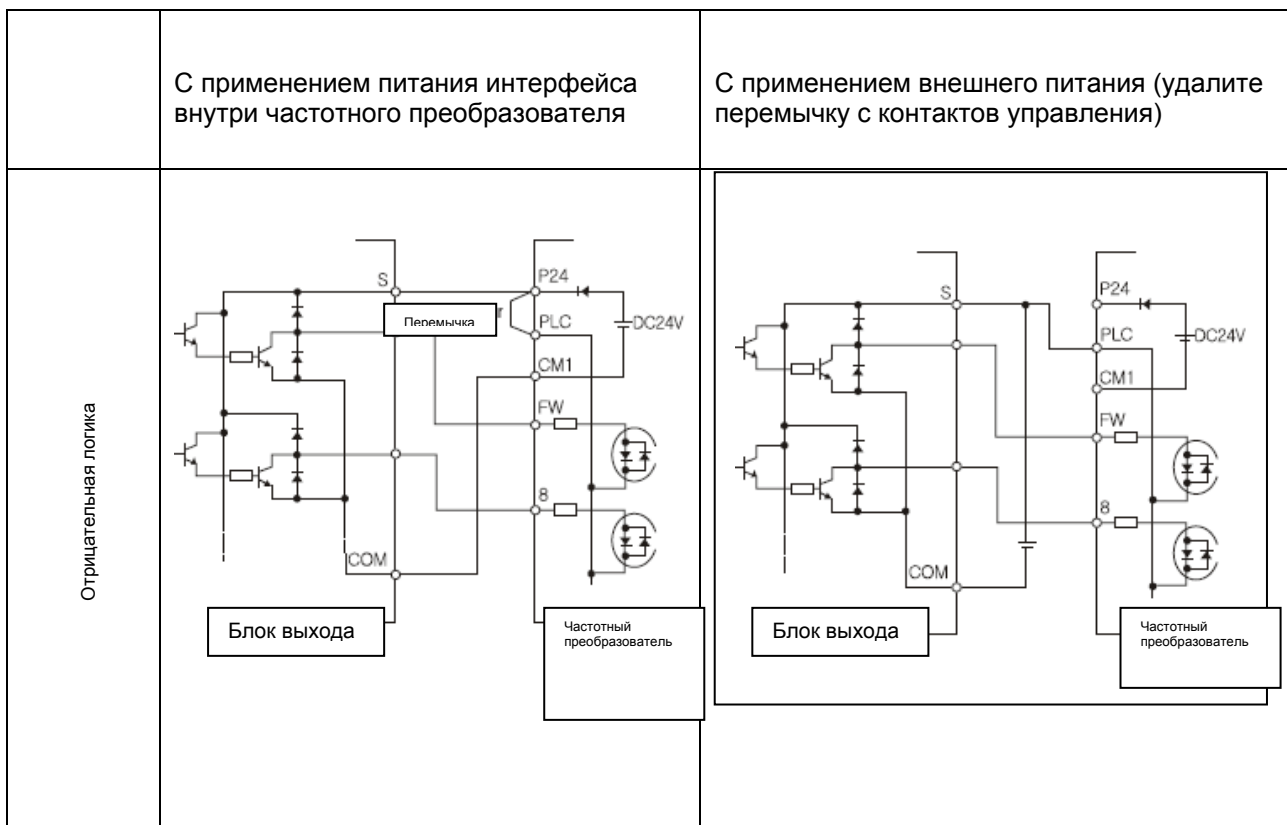 С применением питания интерфейса
внутри частотного преобразователя
С применением внешнего питания (удалите
перемычку с контактов управления)
Отрицательная логика
S
P24
Перемычка
r
PLC
DC24V
CM1
FW
8
COM
Блок выхода
Частотный
преобразователь
S
P24
PLC
DC24V
CM1
FW
8
COM
Блок выхода
Частотный
преобразователь